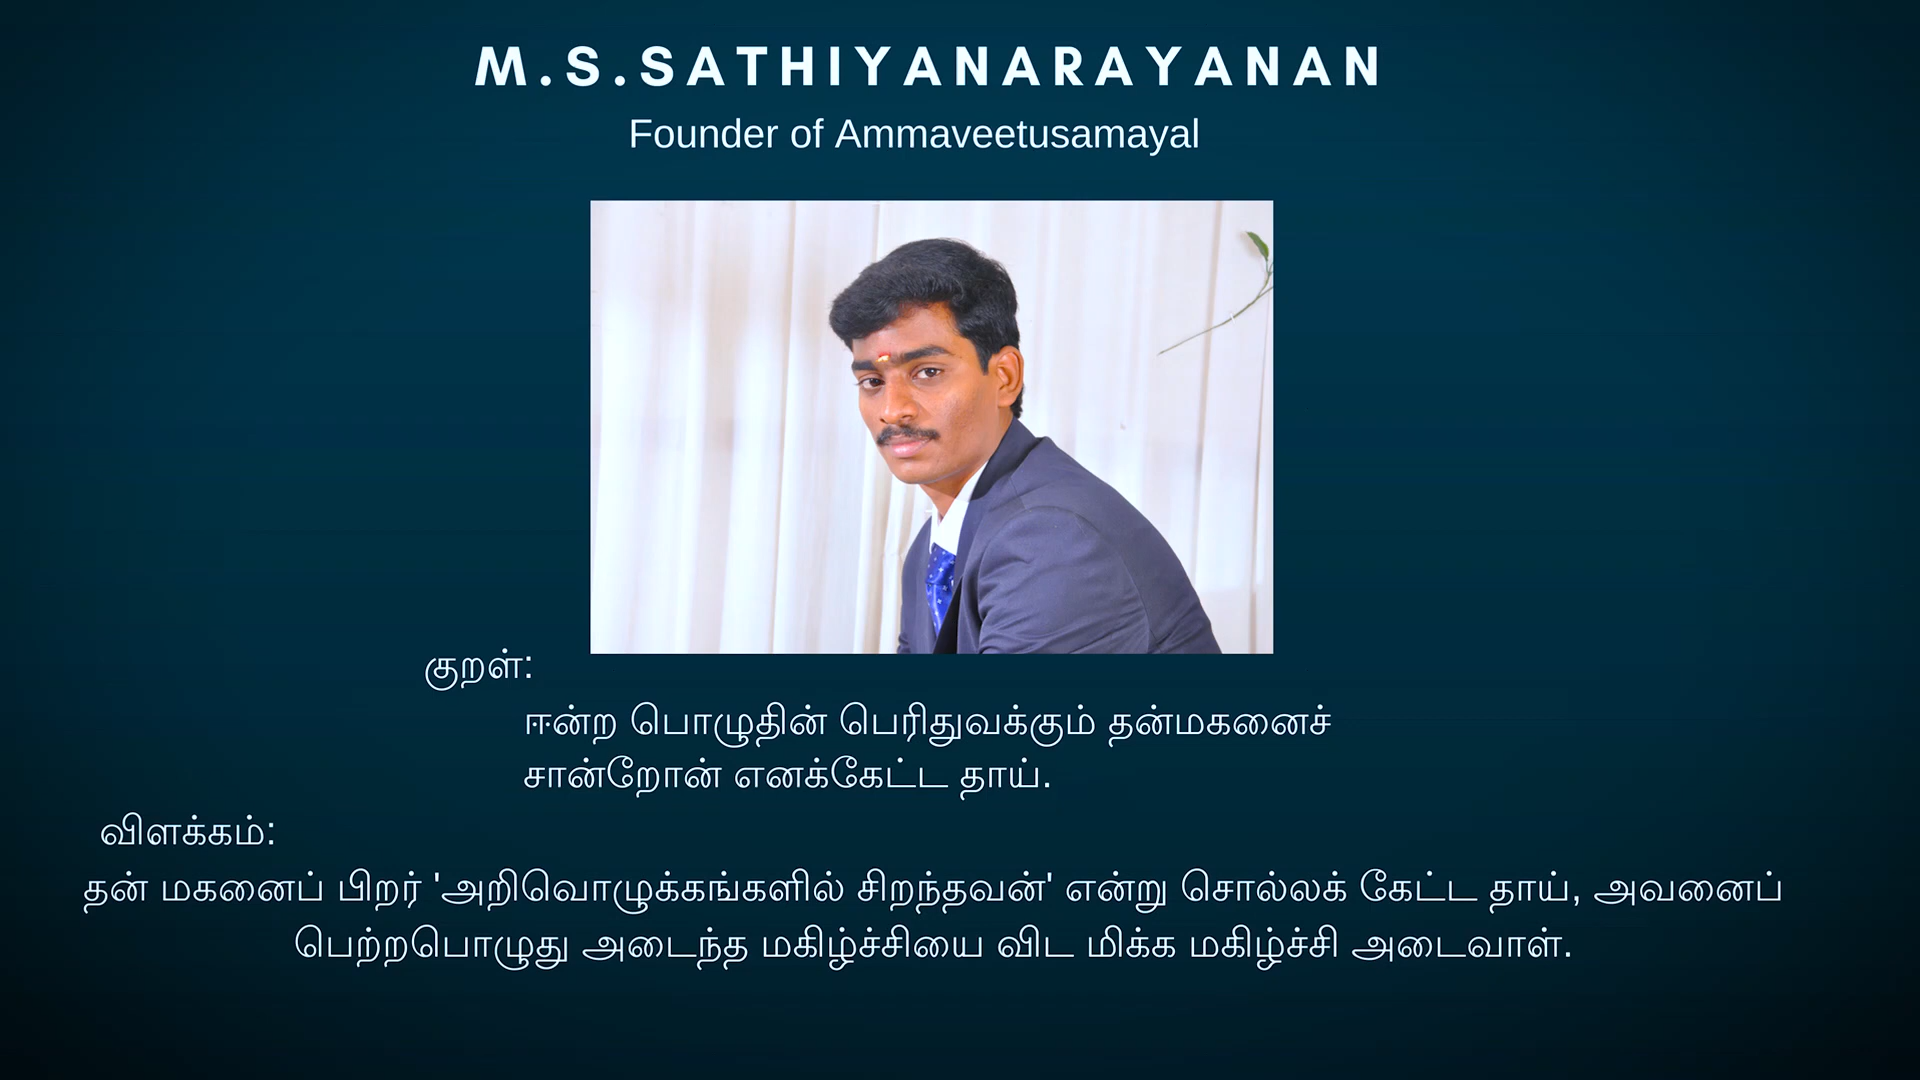 M.S.SATHIYANARAYANAN
Founder of Ammaveetusamayal
குறள்:
ஈன்ற பொழுதின் பெரிதுவக்கும் தன்மகனைச்
சான்றோன் எனக்கேட்ட தாய்.
விளக்கம்:
தன் மகனைப் பிறர் 'அறிவொழுக்கங்களில் சிறந்தவன்' என்று சொல்லக் கேட்ட தாய், அவனைப்
பெற்றபொழுது அடைந்த மகிழ்ச்சியை விட மிக்க மகிழ்ச்சி அடைவாள்.